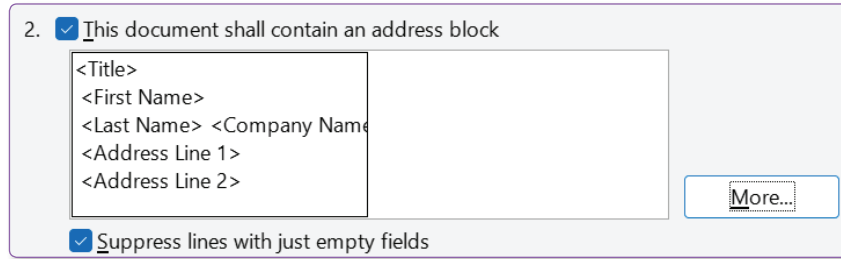 2. This document shall contain an address block
<Title>
<First Name>
<Last Name> <Company Name
<Address Line 1>
<Address Line 2>
More...
Suppress lines with just empty fields